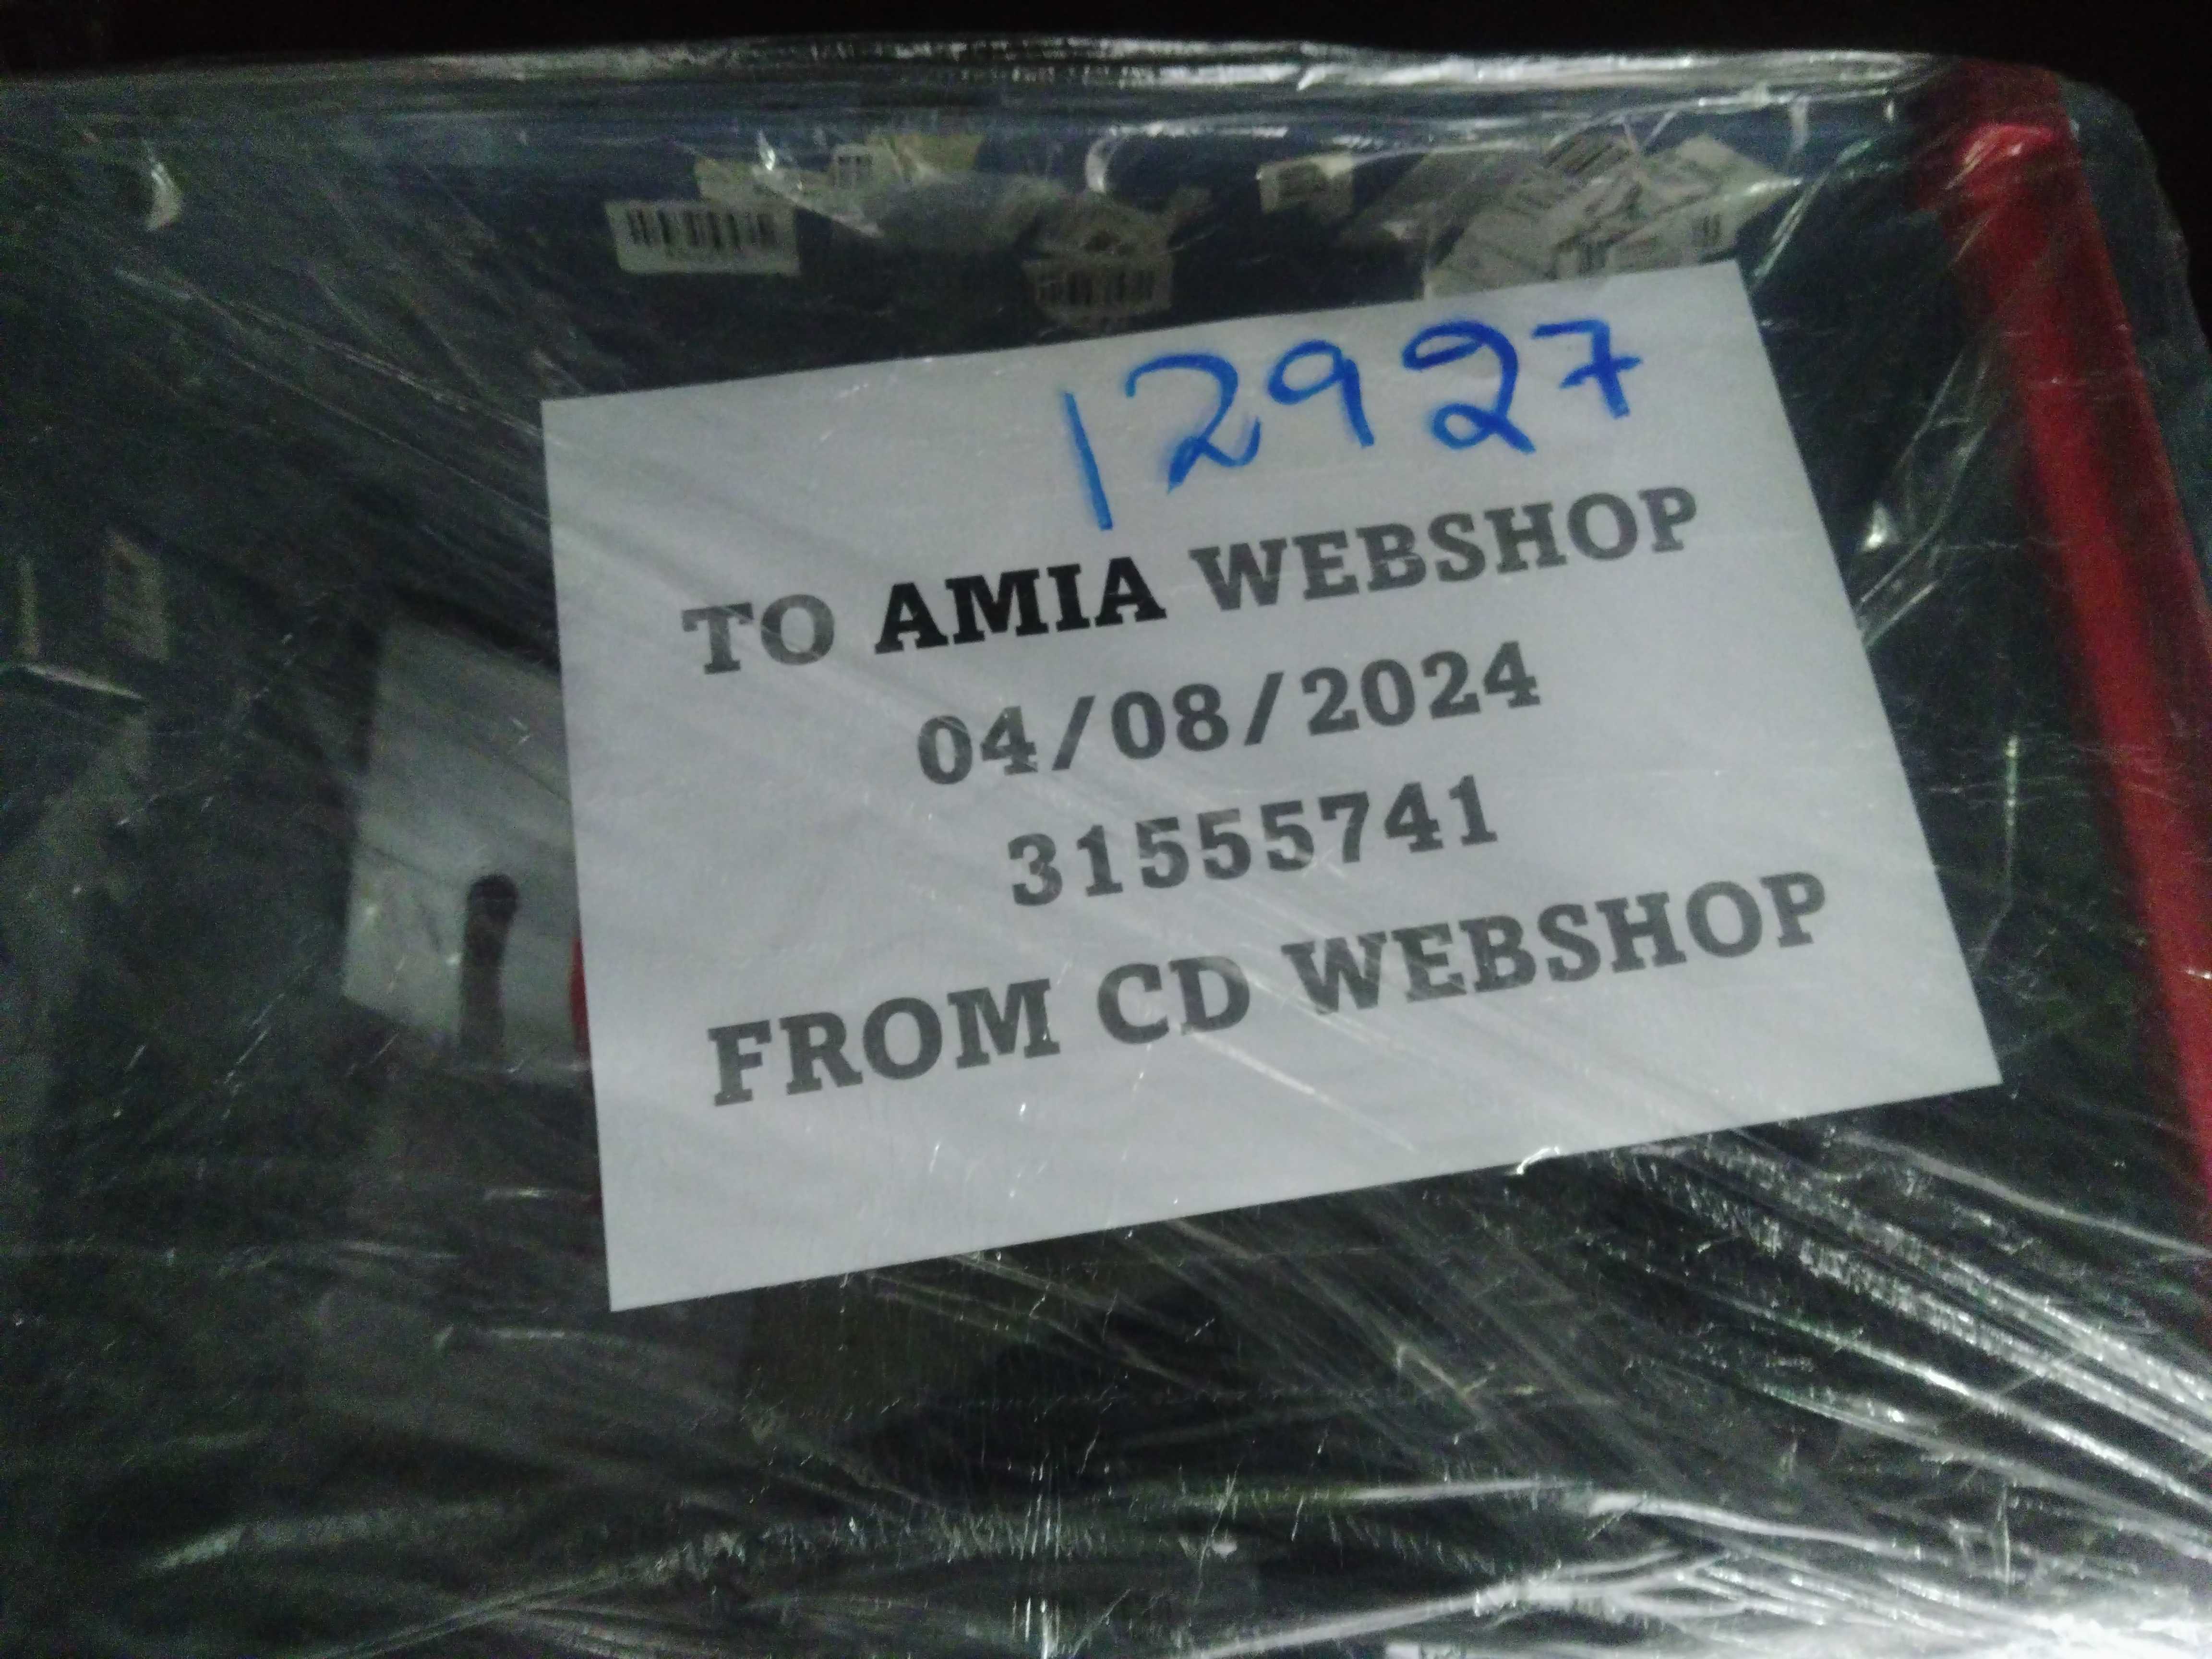 12927
TO AMIA WEBSHOP
04/08/2024
31555741
FROM CD WEBSHOP